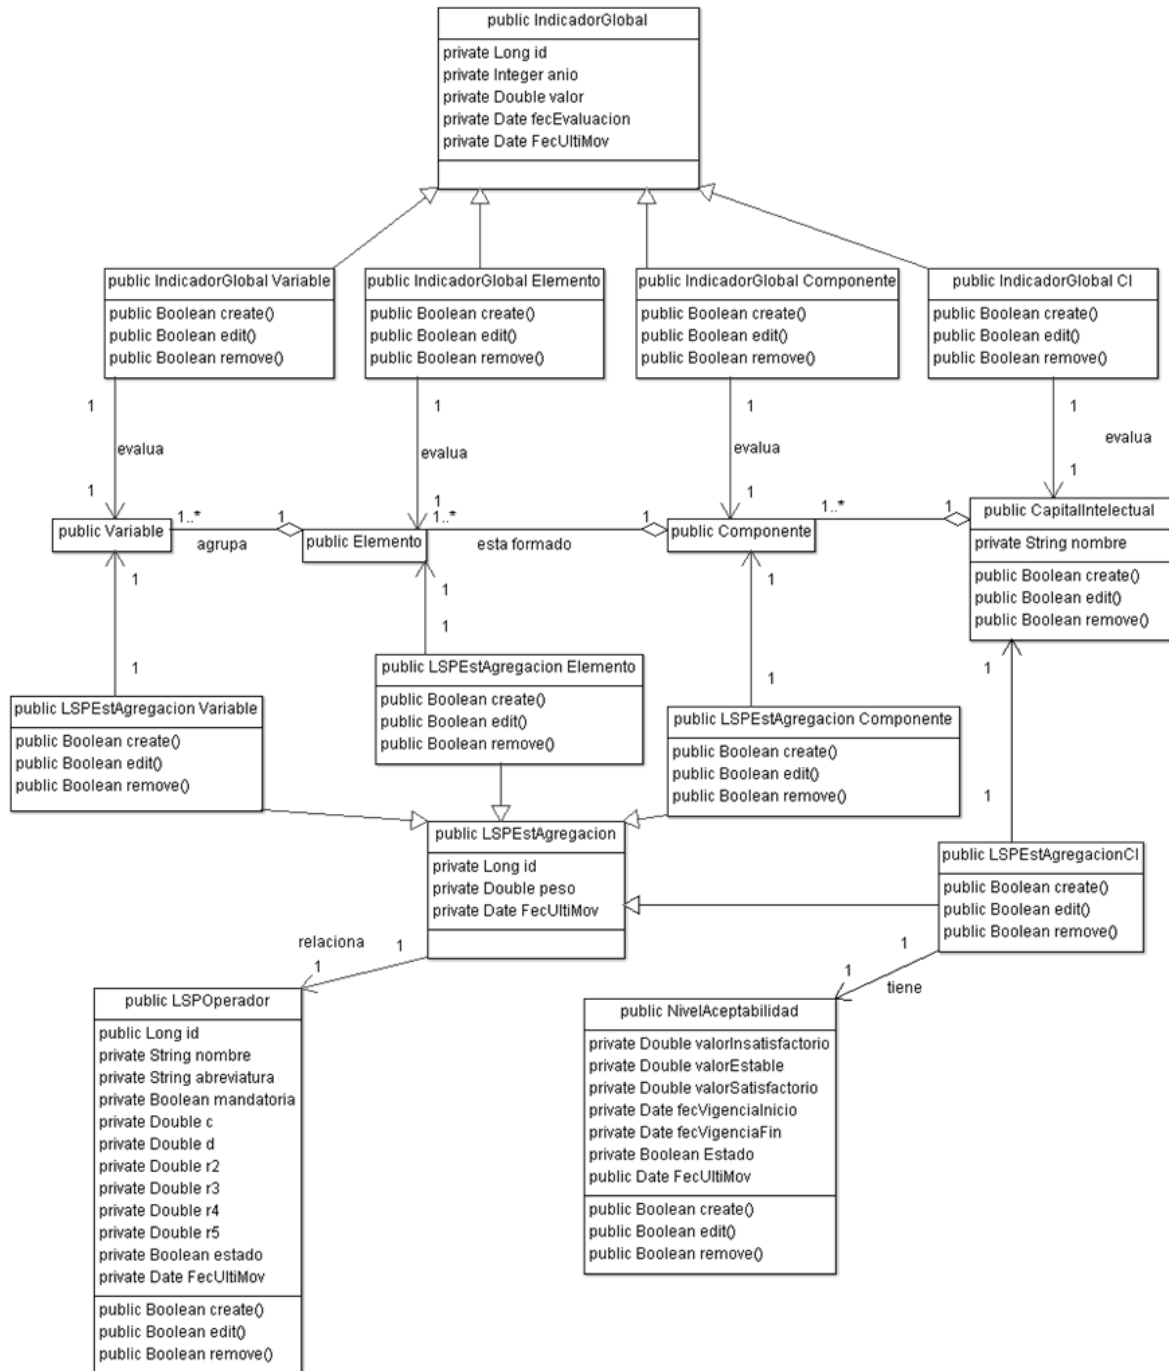 public IndicadorGlobal
private Long id
private Integer anio
private Double valor
private Date fecEvaluacion
private Date FecUltiMov
public IndicadorGlobal Variable
public Boolean create()
public Boolean edit()
public Boolean remove()
public IndicadorGlobal Elemento
public Boolean create()
public Boolean edit()
public Boolean remove()
public IndicadorGlobal Componente
public Boolean create()
public Boolean edit()
public Boolean remove()
public IndicadorGlobal CI
public Boolean create()
public Boolean edit()
public Boolean remove()
1
evalua
1
1
evalua
1
1
evalua
1
1
evalua
1
public Variable
1..*
1
agrupa
public Elemento
1..*
1
esta formado
public Componente
1..*
1
public CapitalIntelectual
private String nombre
public Boolean create()
public Boolean edit()
public Boolean remove()
1
1
1
1
1
1
1
1
public LSPEstAgregacion Variable
public Boolean create()
public Boolean edit()
public Boolean remove()
public LSPEstAgregacion Elemento
public Boolean create()
public Boolean edit()
public Boolean remove()
public LSPEstAgregacion Componente
public Boolean create()
public Boolean edit()
public Boolean remove()
public LSPEstAgregacion
private Long id
private Double peso
private Date FecUltiMov
public LSPEstAgregacionCI
public Boolean create()
public Boolean edit()
public Boolean remove()
relaciona
1
1
1
1
tiene
public LSPOperador
public Long id
private String nombre
private String abreviatura
private Boolean mandatoria
private Double c
private Double d
private Double r2
private Double r3
private Double r4
private Double r5
private Boolean estado
private Date FecUltiMov
public Boolean create()
public Boolean edit()
public Boolean remove()
public NivelAceptabilidad
private Double valorInsatisfactorio
private Double valorEstable
private Double valorSatisfactorio
private Date fecVigenciaInicio
private Date fecVigenciaFin
private Boolean Estado
public Date FecUltiMov
public Boolean create()
public Boolean edit()
public Boolean remove()